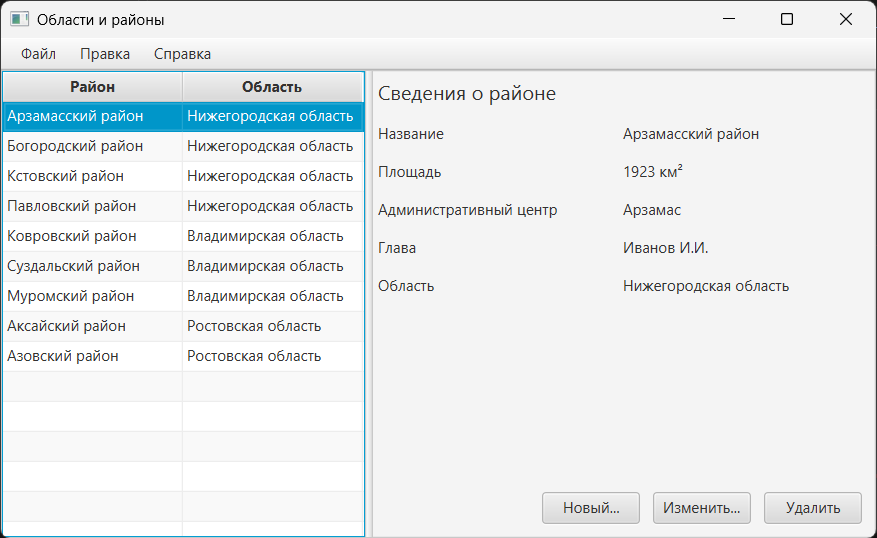 Области и районы
Файл Правка Справка
Район Область
Арзамасский район Нижегородская область
Богородский район Нижегородская область
Кстовский район Нижегородская область
Павловский район Нижегородская область
Ковровский район Владимирская область
Суздальский район Владимирская область
Муромский район Владимирская область
Аксайский район Ростовская область
Азовский район Ростовская область
Сведения о районе
Название Арзамасский район
Площадь 1923 км²
Административный центр Арзамас
Глава Иванов И.И.
Область Нижегородская область
Новый... Изменить... Удалить